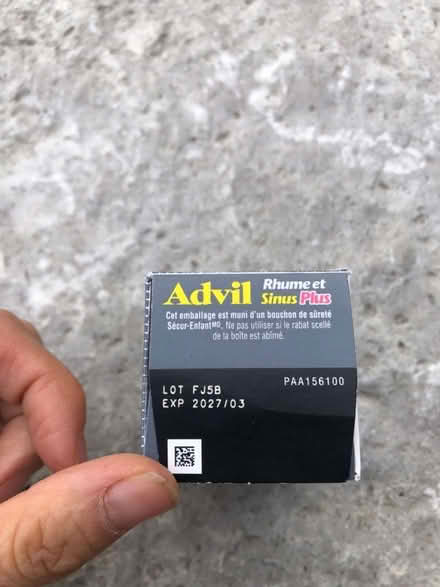 Advil Rhume et
Sinus Plus
Cet emballage est muni d'un bouchon de sûreté
Sécur-EnfantMD. Ne pas utiliser si le rabat scellé
de la boîte est abîmé.
PAA156100
LOT FJ5B
EXP 2027/03